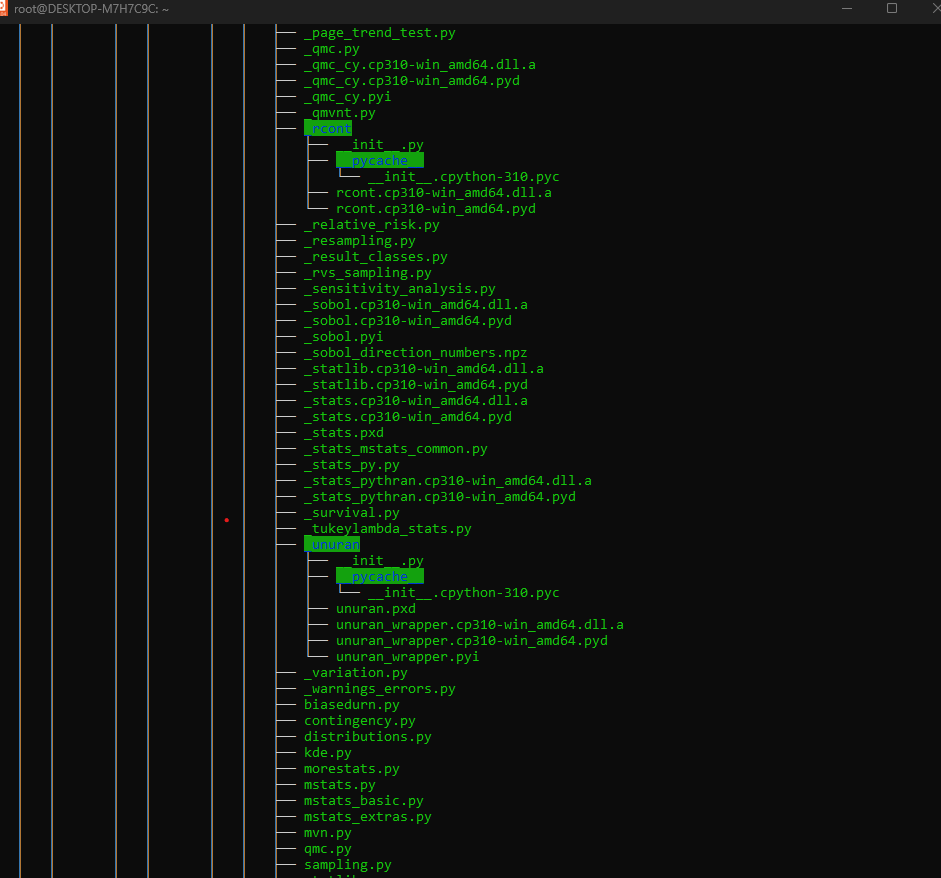 root@DESKTOP-M7H7C9C: ~
_page_trend_test.py
_qmc.py
_qmc_cy.cp310-win_amd64.dll.a
_qmc_cy.cp310-win_amd64.pyd
_qmc_cy.pyi
_qmvnt.py
_rcont
__init__.py
__pycache__
__init__.cpython-310.pyc
rcont.cp310-win_amd64.dll.a
rcont.cp310-win_amd64.pyd
_relative_risk.py
_resampling.py
_result_classes.py
_rvs_sampling.py
_sensitivity_analysis.py
_sobol.cp310-win_amd64.dll.a
_sobol.cp310-win_amd64.pyd
_sobol.pyi
_sobol_direction_numbers.npz
_statlib.cp310-win_amd64.dll.a
_statlib.cp310-win_amd64.pyd
_stats.cp310-win_amd64.dll.a
_stats.cp310-win_amd64.pyd
_stats.pxd
_stats_mstats_common.py
_stats_py.py
_stats_pythran.cp310-win_amd64.dll.a
_stats_pythran.cp310-win_amd64.pyd
_survival.py
_tukeylambda_stats.py
_unuran
__init__.py
__pycache__
__init__.cpython-310.pyc
unuran.pxd
unuran_wrapper.cp310-win_amd64.dll.a
unuran_wrapper.cp310-win_amd64.pyd
unuran_wrapper.pyi
_variation.py
_warnings_errors.py
biasedurn.py
contingency.py
distributions.py
kde.py
morestats.py
mstats.py
mstats_basic.py
mstats_extras.py
mvn.py
qmc.py
sampling.py